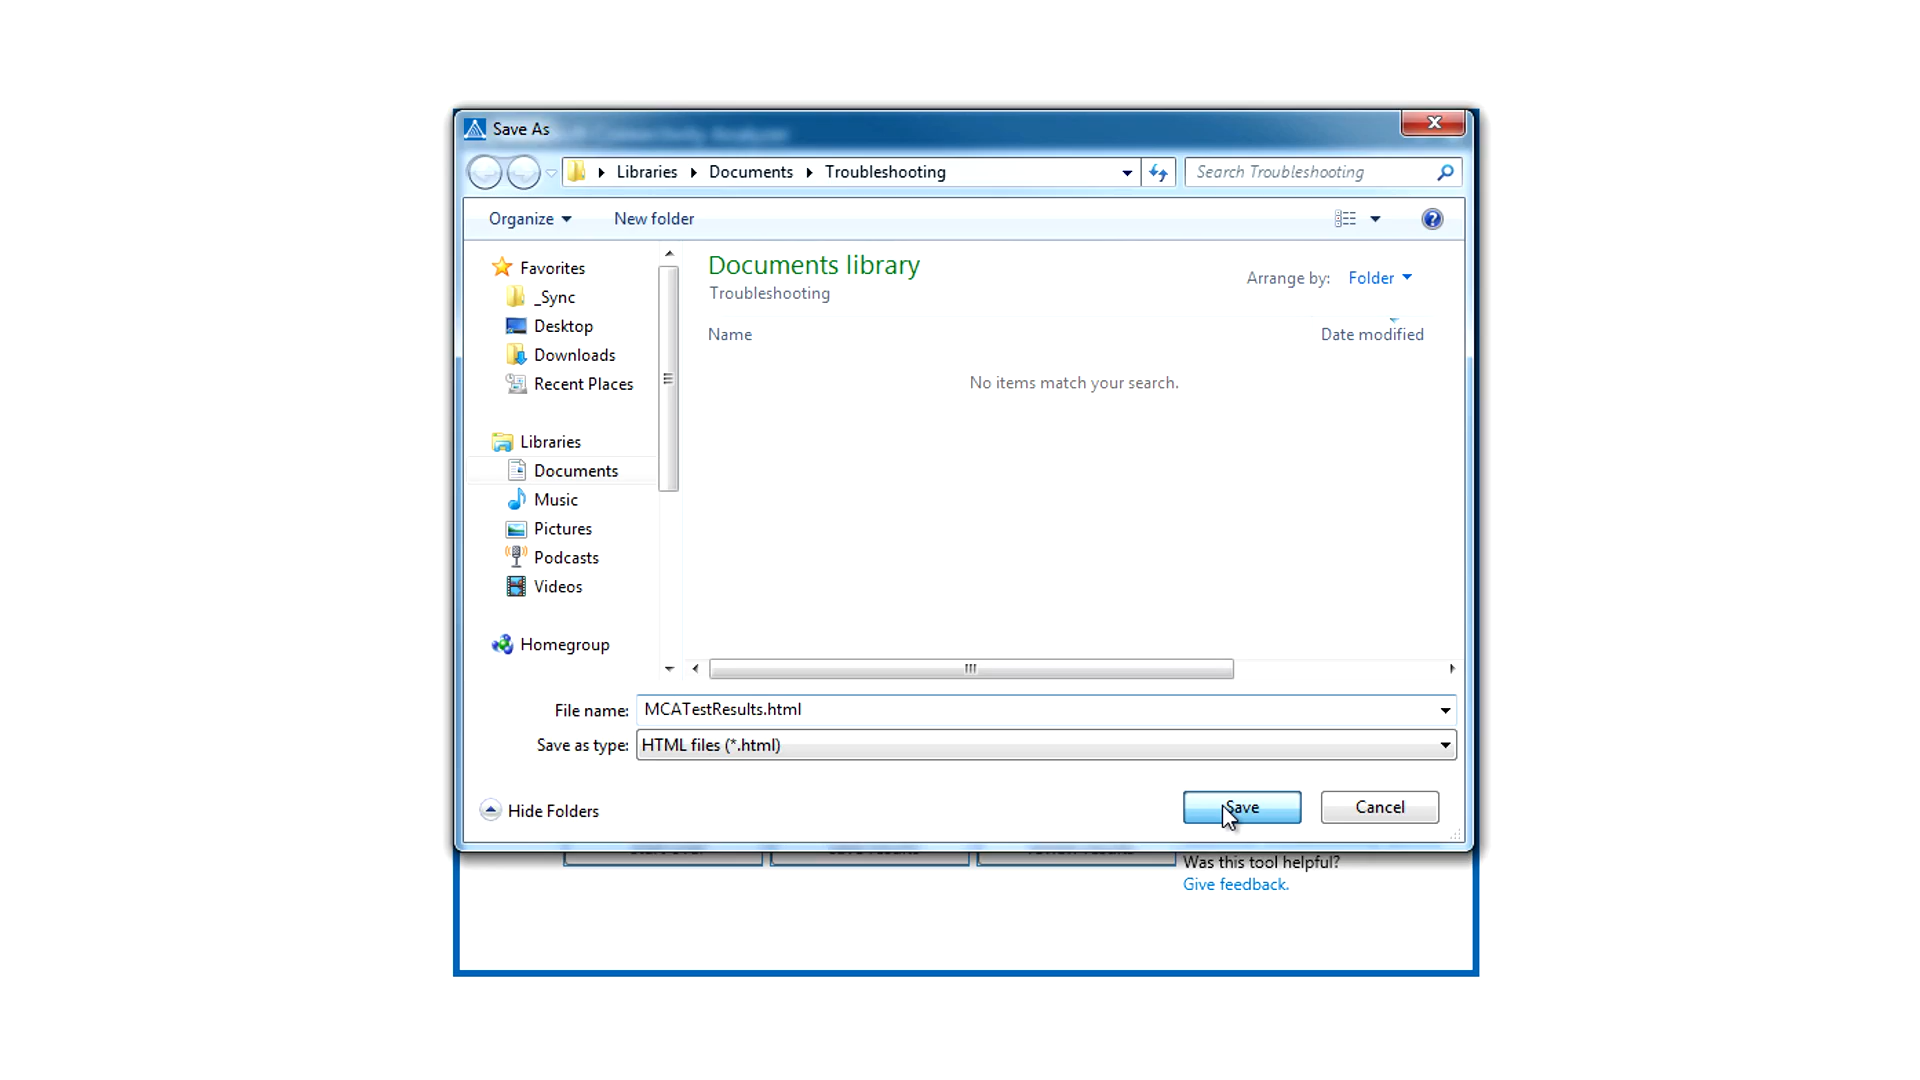 Save As
Libraries Documents Troubleshooting
Search Troubleshooting
Organize New folder
Favorites
_Sync
Desktop
Downloads
Recent Places
Libraries
Documents
Music
Pictures
Podcasts
Videos
Homegroup
Documents library
Troubleshooting
Arrange by: Folder
Name Date modified
No items match your search.
File name: MCATestResults.html
Save as type: HTML files (*.html)
Hide Folders
Save Cancel
Was this tool helpful?
Give feedback.